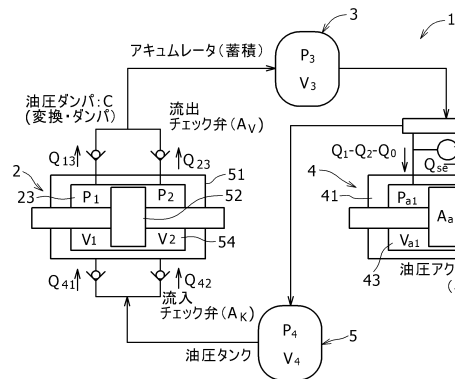 3
1
アキュムレータ(蓄積)
P3
V3
油圧ダンパ:C
(変換・ダンパ)
流出
チェック弁(AV)
Q13
Q23
51
Q1-Q2-Q0
Qse
2
52
4
23
P1
P2
41
Pa1
Aa
V1
V2
54
Va1
Q41
Q42
43
油圧アク
流入
チェック弁(AK)
P4
V4
5
油圧タンク